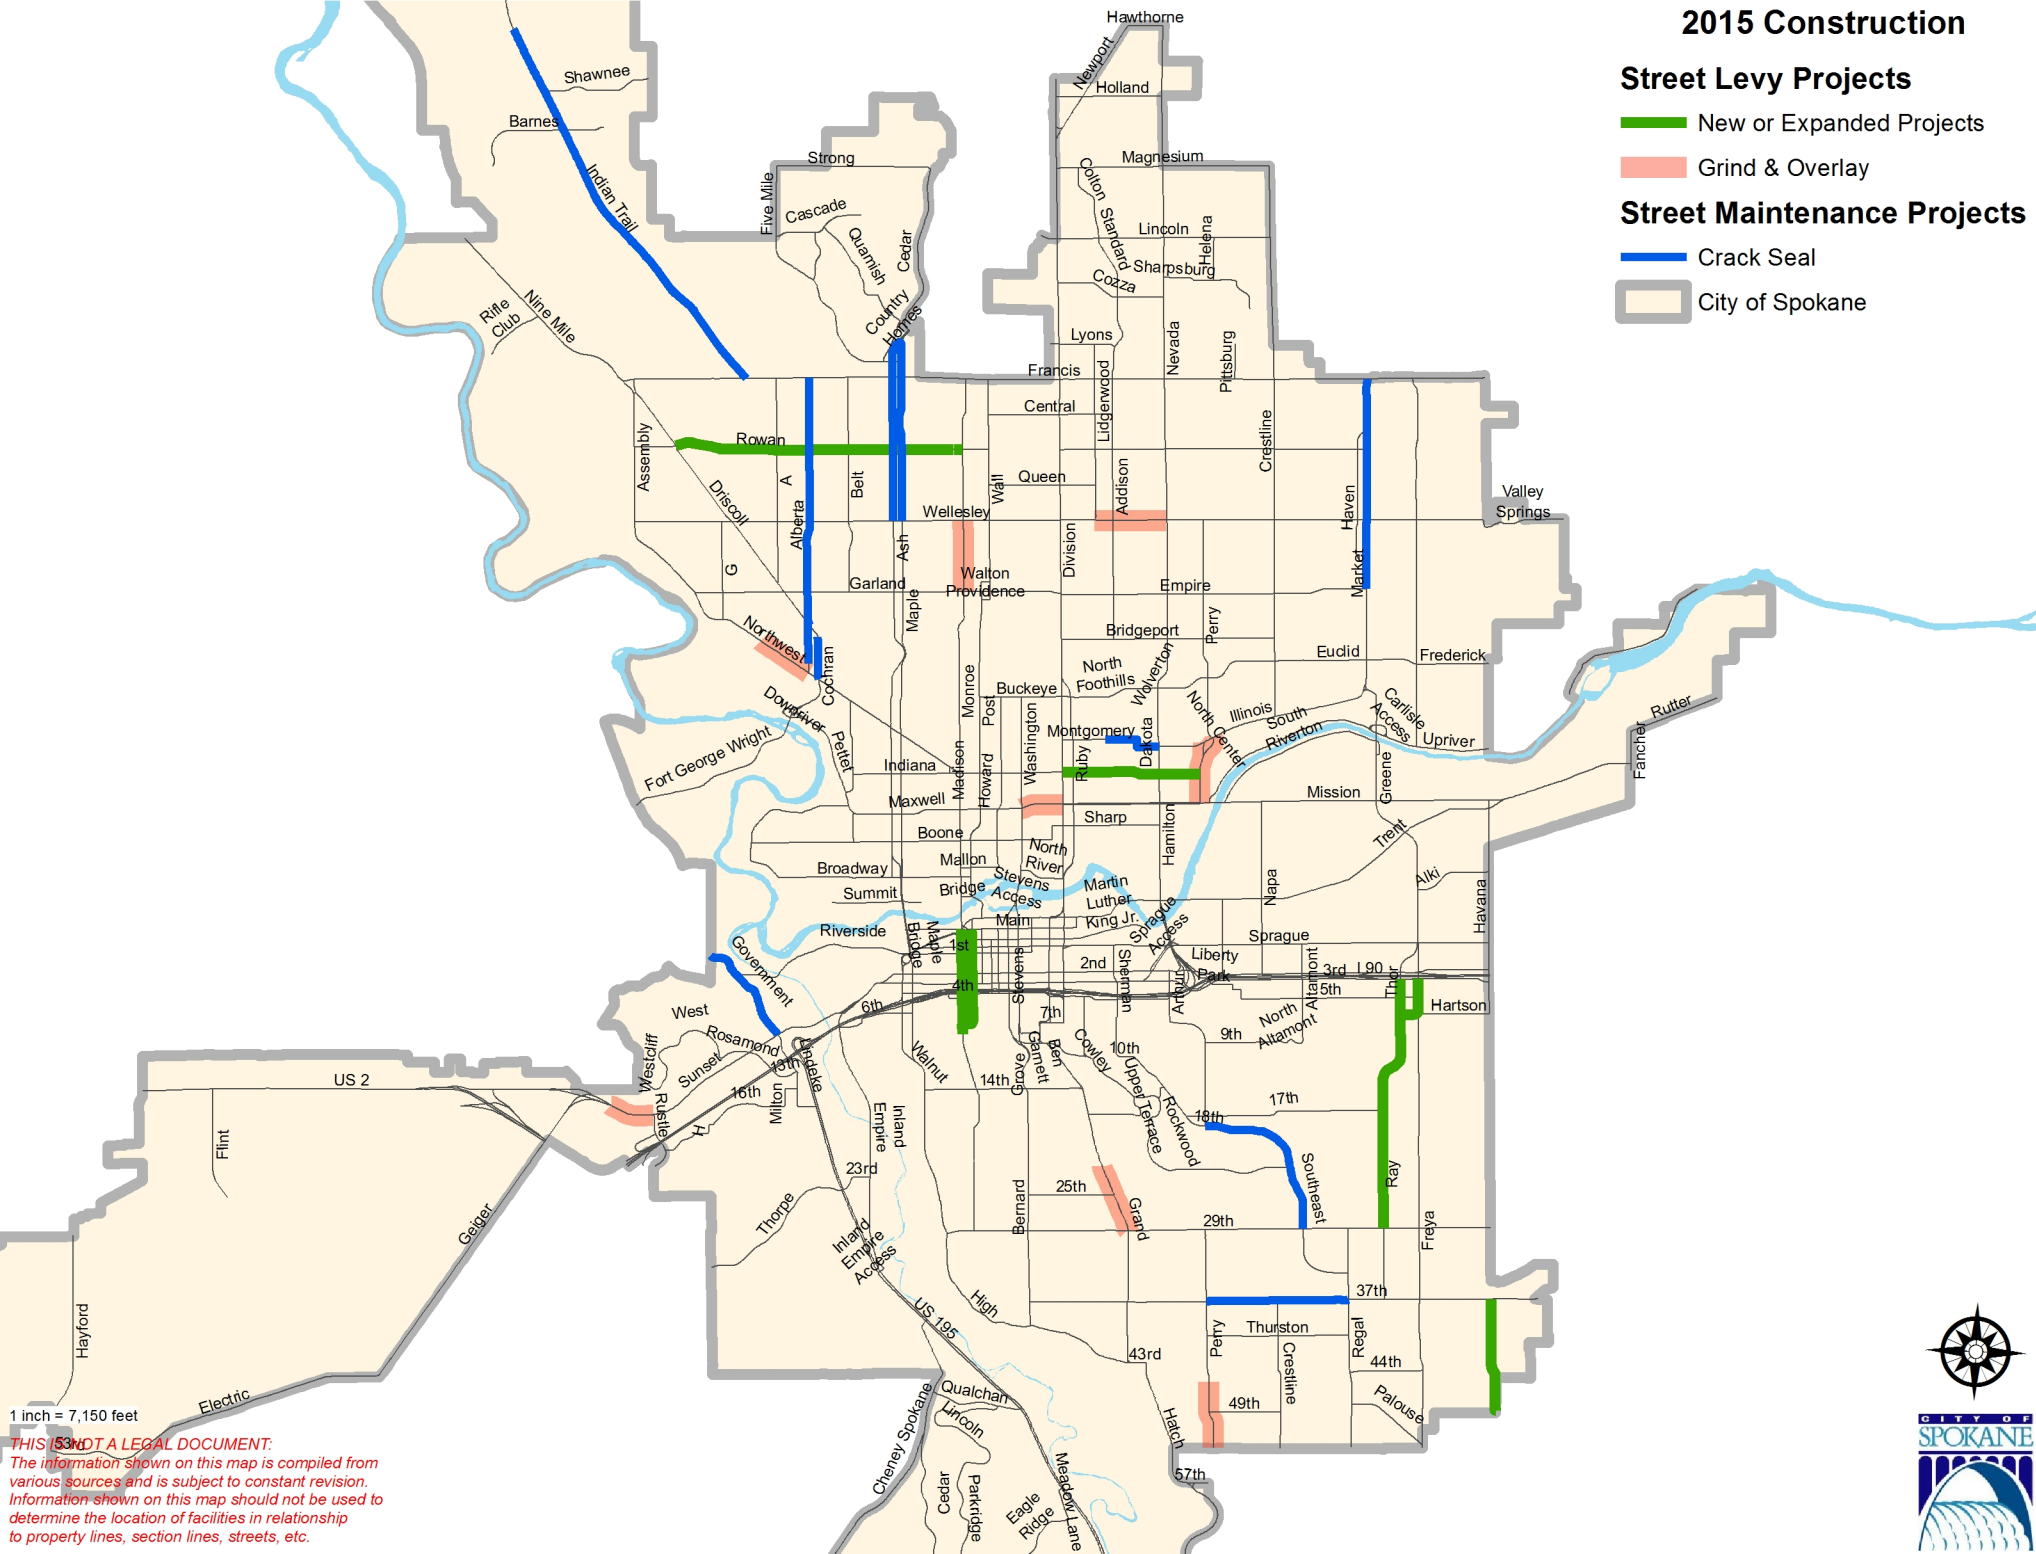 2015 Construction
Street Levy Projects
New or Expanded Projects
Grind & Overlay
Street Maintenance Projects
Crack Seal
City of Spokane
Hawthorne
Newport
Holland
Shawnee
Barnes
Indian Trail
Strong
Five Mile
Cascade
Quamish
Cedar
Country
Homes
Magnesium
Colton
Standard
Lincoln
Helena
Sharpsburg
Cozza
Rifle
Club
Nine Mile
Lyons
Nevada
Pittsburg
Francis
Lidgerwood
Central
Assembly
Rowan
Driscoll
A
Belt
Alberta
Wall
Queen
Addison
Crestline
Haven
Valley
Springs
Wellesley
Ash
Division
Market
G
Garland
Walton
Providence
Maple
Empire
Perry
Northwest
Bridgeport
Cochran
Euclid
Frederick
North
Foothills
Wolverton
Monroe
Post
Buckeye
Downriver
Washington
North Center
Illinois
South
Riverton
Carlisle
Access
Rutter
Fort George Wright
Pettet
Montgomery
Dakota
Ruby
Upriver
Fancher
Indiana
Madison
Howard
Greene
Maxwell
Mission
Boone
Sharp
Hamilton
Trent
Mallon
North
River
Broadway
Stevens
Access
Bridge
Summit
Martin
Luther
King Jr.
Napa
Alki
Havana
Main
Sprague
Access
Riverside
Maple
Bridge
1st
Sprague
Government
Stevens
2nd
Sherman
Liberty
Park
Altamont
3rd
I 90
Thor
4th
Arthur
5th
Hartson
West
6th
7th
North
Altamont
9th
Rosamond
Westcliff
Sunset
13th
Lindeke
Walnut
Grove
Garnett
Ben
Cowley
10th
US 2
16th
Milton
14th
Upper Terrace
Rockwood
17th
18th
Rustle
H
Empire
Inland
Flint
23rd
Southeast
Ray
Thorpe
25th
Bernard
Grand
29th
Freya
Geiger
Inland
Empire
Access
37th
High
US 195
Hayford
Thurston
Perry
Crestline
Regal
43rd
44th
Electric
Qualchan
Lincoln
49th
Palouse
Cheney Spokane
Hatch
57th
Cedar
Parkridge
Eagle
Ridge
Meadow Lane
1 inch = 7,150 feet
53rd
THIS IS NOT A LEGAL DOCUMENT:
The information shown on this map is compiled from
various sources and is subject to constant revision.
Information shown on this map should not be used to
determine the location of facilities in relationship
to property lines, section lines, streets, etc.
CITY OF
SPOKANE